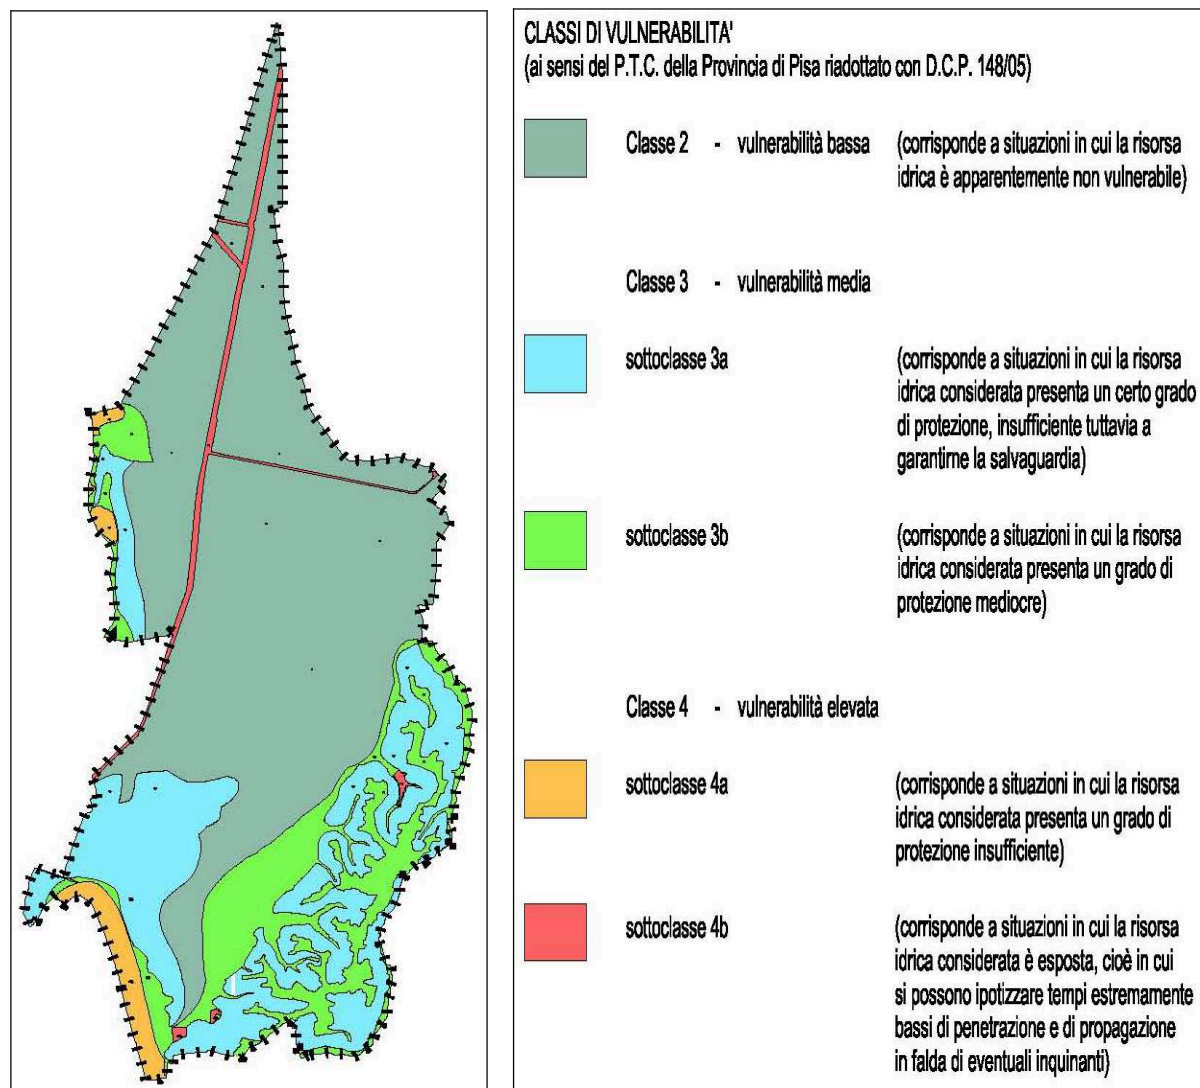 CLASSI DI VULNERABILITA'
(ai sensi del P.T.C. della Provincia di Pisa riadottato con D.C.P. 148/05)
Classe 2 - vulnerabilità bassa (corrisponde a situazioni in cui la risorsa
idrica è apparentemente non vulnerabile)
Classe 3 - vulnerabilità media
sottoclasse 3a (corrisponde a situazioni in cui la risorsa
idrica considerata presenta un certo grado
di protezione, insufficiente tuttavia a
garantirne la salvaguardia)
sottoclasse 3b (corrisponde a situazioni in cui la risorsa
idrica considerata presenta un grado di
protezione mediocre)
Classe 4 - vulnerabilità elevata
sottoclasse 4a (corrisponde a situazioni in cui la risorsa
idrica considerata presenta un grado di
protezione insufficiente)
sottoclasse 4b (corrisponde a situazioni in cui la risorsa
idrica considerata è esposta, cioè in cui
si possono ipotizzare tempi estremamente
bassi di penetrazione e di propagazione
in falda di eventuali inquinanti)